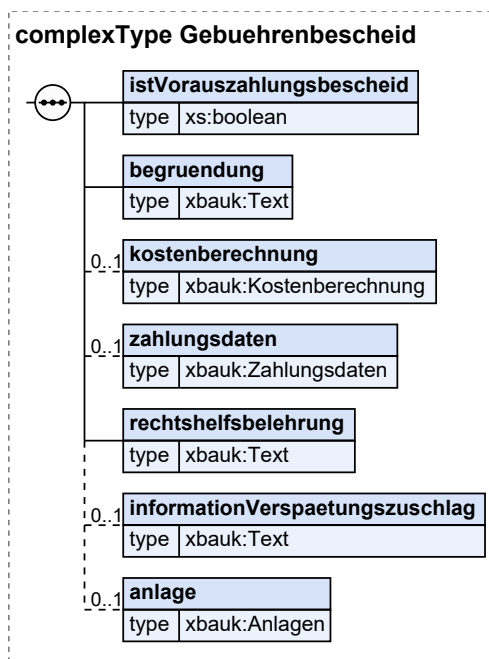 complexType Gebuehrenbescheid
istVorauszahlungsbescheid
type xs:boolean
begruendung
type xbauk:Text
0..1 kostenberechnung
type xbauk:Kostenberechnung
0..1 zahlungsdaten
type xbauk:Zahlungsdaten
rechtshelfsbelehrung
type xbauk:Text
0..1 informationVerspaetungszuschlag
type xbauk:Text
0..1 anlage
type xbauk:Anlagen